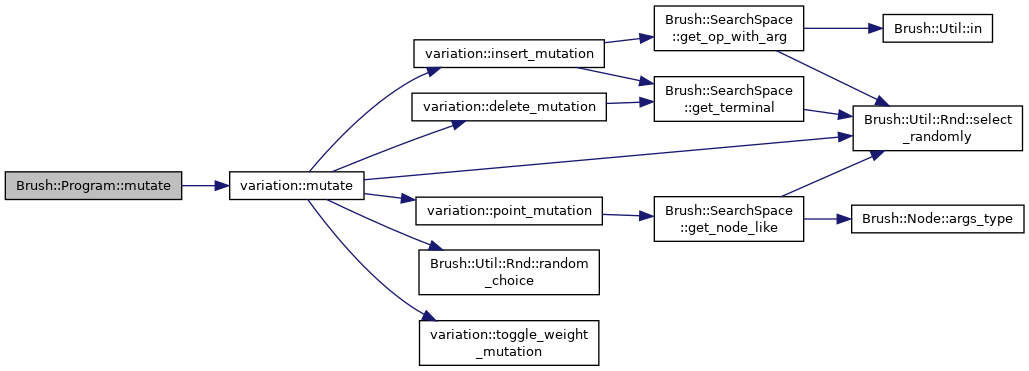 Brush::Program::mutate
variation::mutate
variation::insert_mutation
variation::delete_mutation
variation::point_mutation
Brush::Util::Rnd::random
_choice
variation::toggle_weight
_mutation
Brush::SearchSpace
::get_op_with_arg
Brush::SearchSpace
::get_terminal
Brush::SearchSpace
::get_node_like
Brush::Util::in
Brush::Util::Rnd::select
_randomly
Brush::Node::args_type